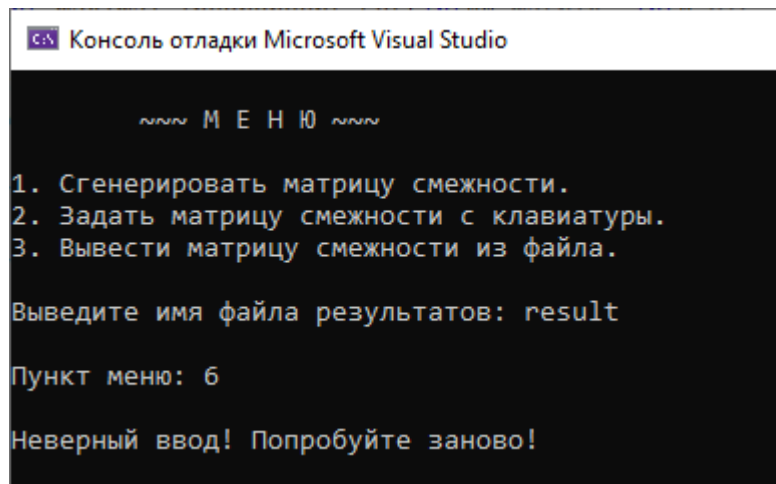 Консоль отладки Microsoft Visual Studio
~~~ М Е Н Ю ~~~
1. Сгенерировать матрицу смежности.
2. Задать матрицу смежности с клавиатуры.
3. Вывести матрицу смежности из файла.
Выведите имя файла результатов: result
Пункт меню: 6
Неверный ввод! Попробуйте заново!